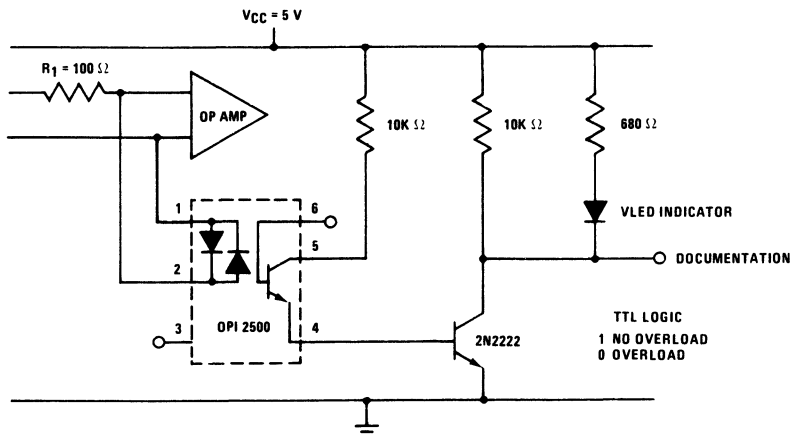 VCC = 5 V
R1 = 100 Ω
OP AMP
10K Ω
10K Ω
680 Ω
1
6
VLED INDICATOR
5
2
DOCUMENTATION
3
OPI 2500
4
2N2222
TTL LOGIC
1 NO OVERLOAD
0 OVERLOAD